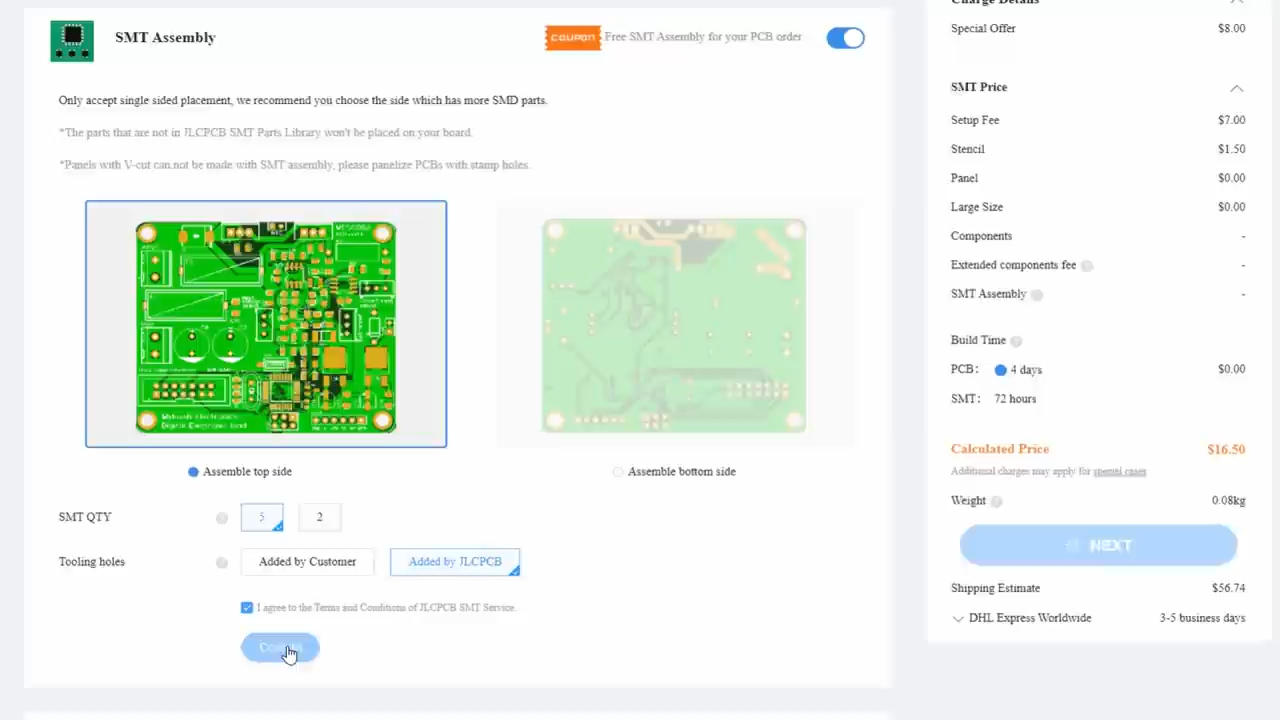 SMT Assembly
COUPON Free SMT Assembly for your PCB order
Only accept single sided placement, we recommend you choose the side which has more SMD parts.
*The parts that are not in JLCPCB SMT Parts Library won't be placed on your board.
*Panels with V-cut can not be made with SMT assembly, please panelize PCBs with stamp holes.
Assemble top side
Assemble bottom side
SMT QTY
5
2
Tooling holes
Added by Customer
Added by JLCPCB
I agree to the Terms and Conditions of JLCPCB SMT Service.
Charge Details
Special Offer $8.00
SMT Price
Setup Fee $7.00
Stencil $1.50
Panel $0.00
Large Size $0.00
Components -
Extended components fee -
SMT Assembly -
Build Time
PCB: 4 days $0.00
SMT: 72 hours
Calculated Price $16.50
Additional charges may apply for special cases
Weight 0.08kg
NEXT
Shipping Estimate $56.74
DHL Express Worldwide 3-5 business days